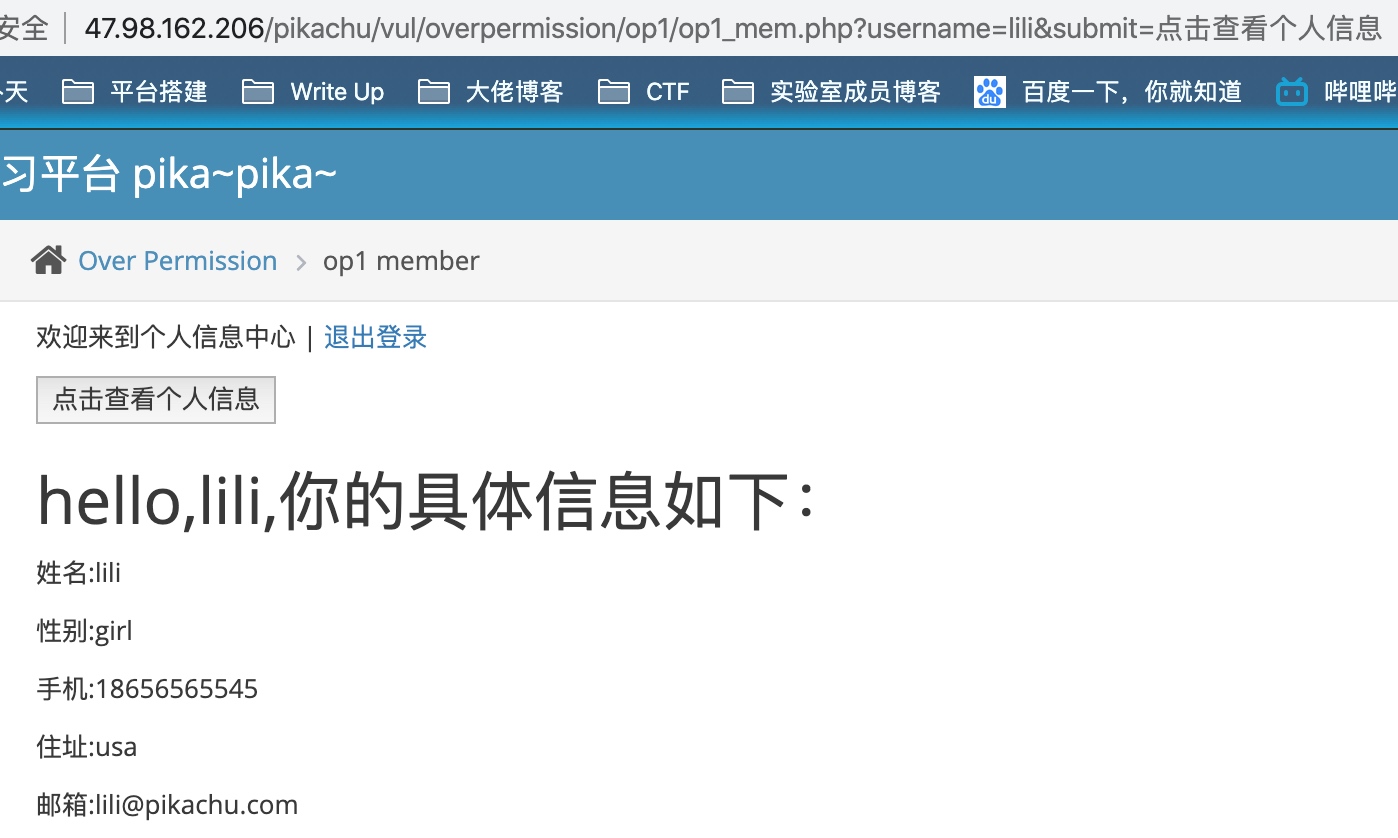 安全 | 47.98.162.206/pikachu/vul/overpermission/op1/op1_mem.php?username=lili&submit=点击查看个人信息
天 平台搭建 Write Up 大佬博客 CTF 实验室成员博客 百度一下，你就知道 哔哩哔
习平台 pika~pika~
Over Permission > op1 member
欢迎来到个人信息中心 | 退出登录
点击查看个人信息
hello,lili,你的具体信息如下：
姓名:lili
性别:girl
手机:18656565545
住址:usa
邮箱:lili@pikachu.com